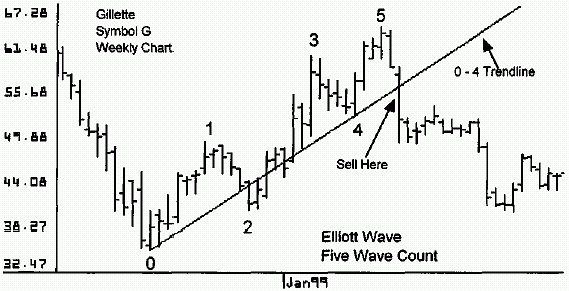 67.28
61.48
55.68
49.88
44.08
38.27
32.47
Gillette
Symbol G
Weekly Chart
0
1
2
3
4
5
0 - 4 Trendline
Sell Here
Elliott Wave
Five Wave Count
Jan99